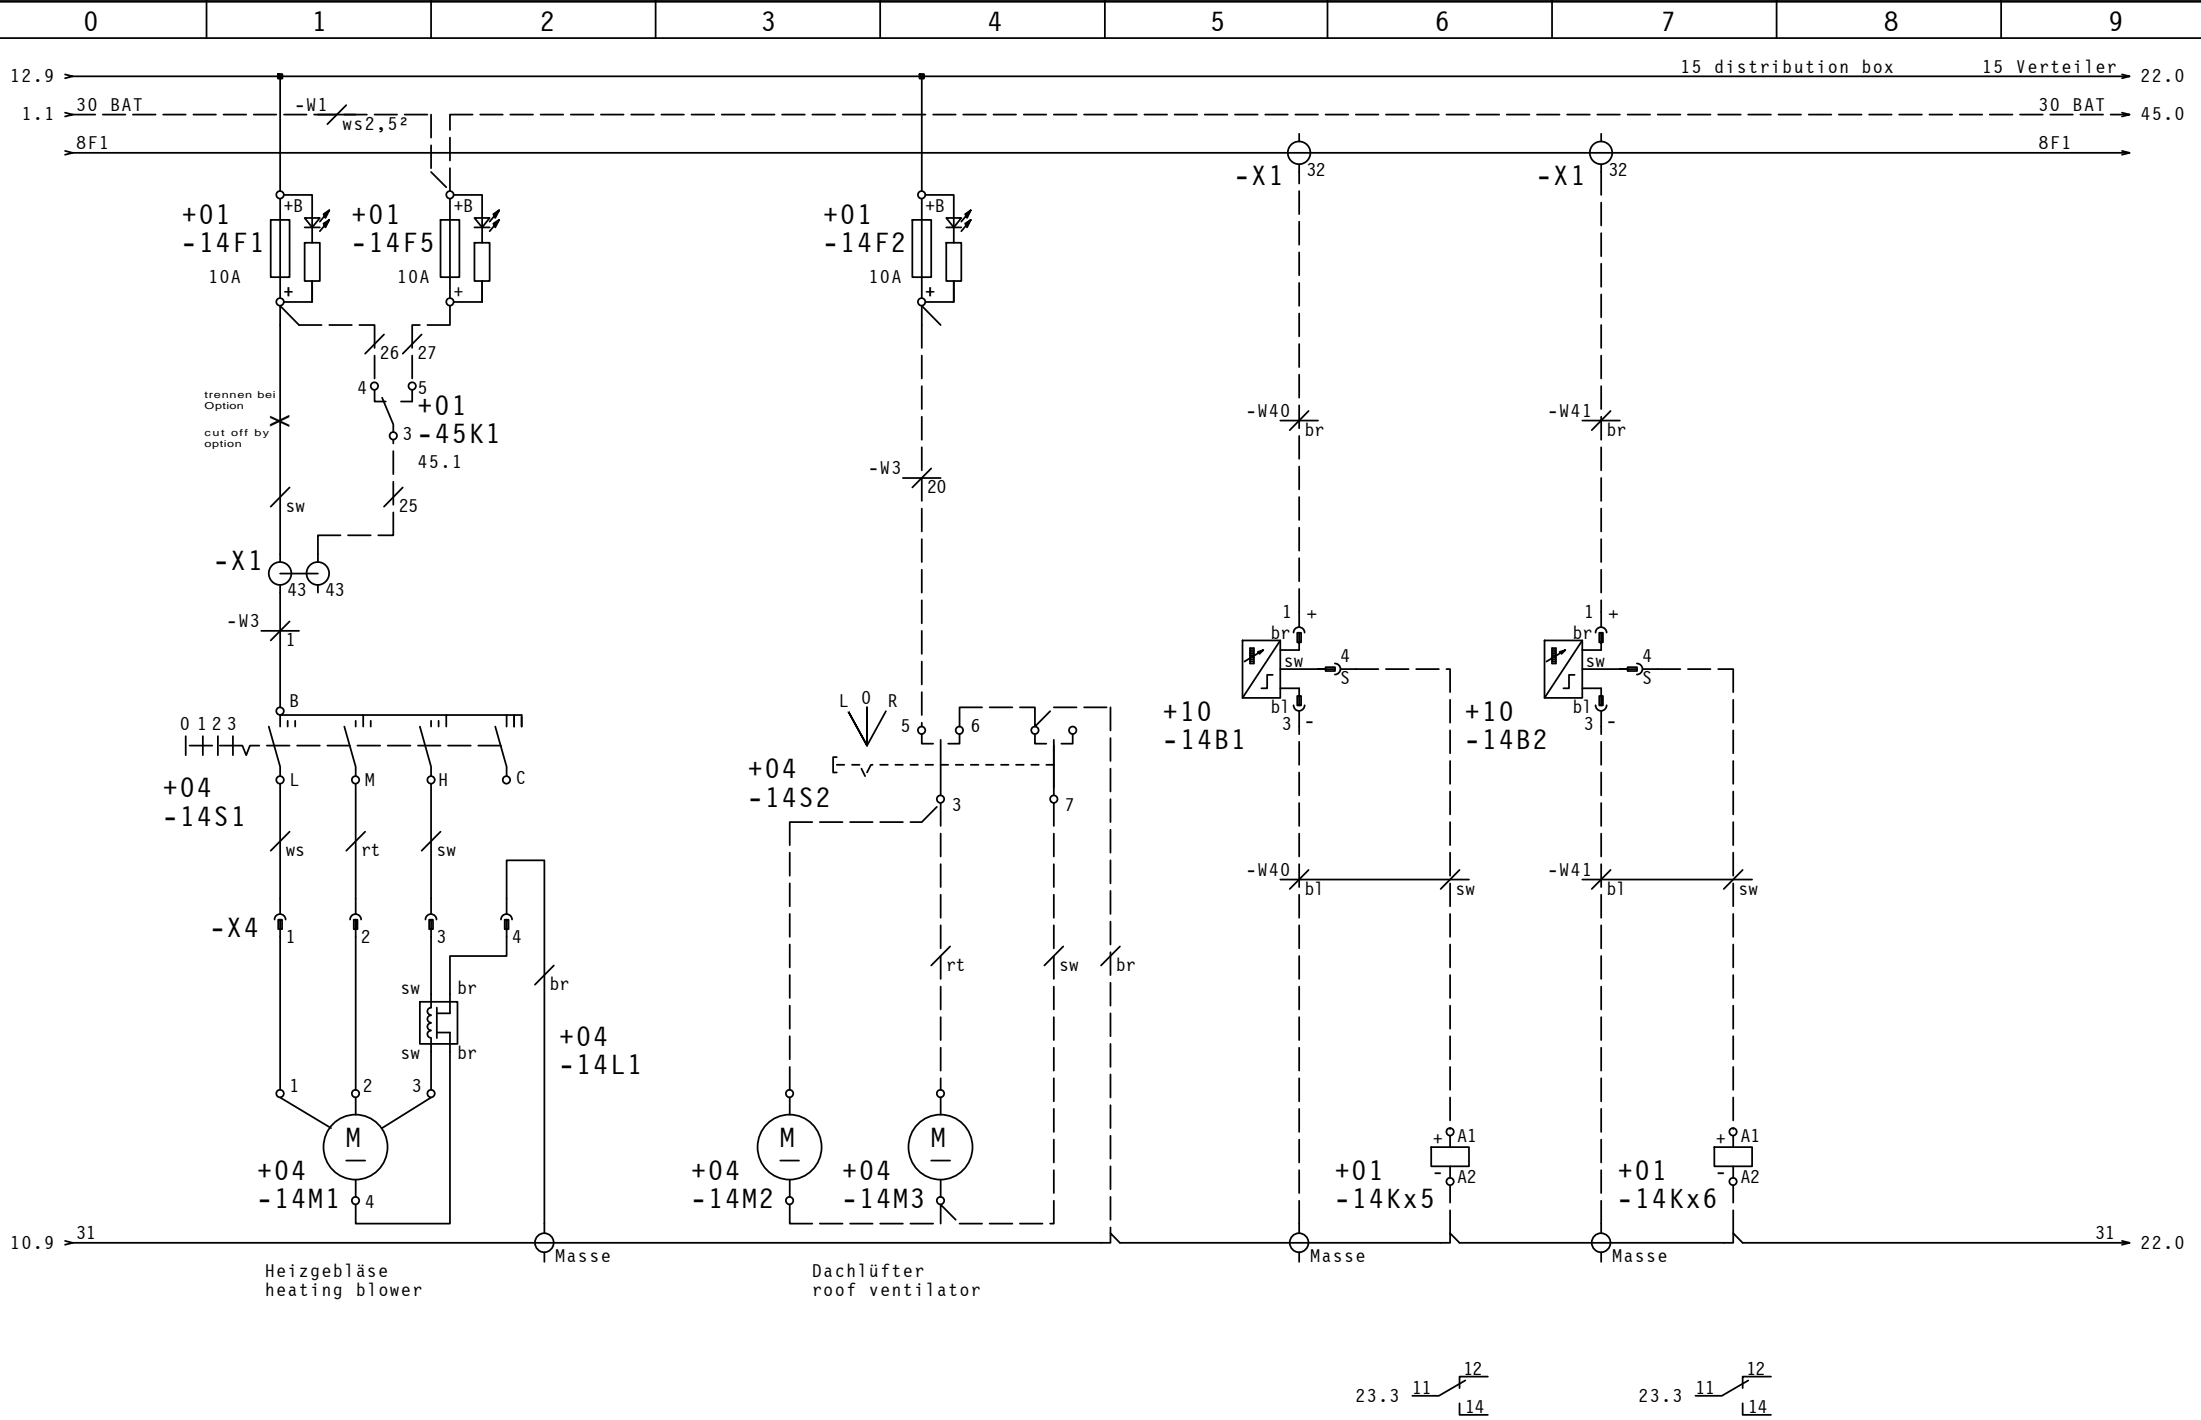 0 1 2 3 4 5 6 7 8 9
12.9 15 distribution box 15 Verteiler 22.0
1.1 30 BAT -W1 30 BAT 45.0
ws2,5²
8F1 8F1
-X1 32 -X1 32
+01 +B +01 +B +01 +B
-14F1 -14F5 -14F2
10A 10A 10A
+ + +
26 27
4 5
trennen bei
Option
+01
cut off by
option
3 -45K1
45.1
-W40 br -W41 br
-W3
20
sw 25
-X1
43 43
-W3
1
1 + 1 +
br br
sw 4 sw 4
S S
bl bl
3 - 3 -
B
L 0 R
0 1 2 3
5 6
+10 +10
-14B1 -14B2
L M H C
+04
-14S1
+04
-14S2
3 7
ws rt sw
-W40 bl sw -W41 bl sw
-X4 1 2 3 4
rt sw br
sw br br
sw br
+04
-14L1
1 2 3
M M M
+ A1 + A1
- A2 - A2
+04
-14M1 4
+04
-14M2
+04
-14M3
+01
-14Kx5
+01
-14Kx6
10.9 31 31 22.0
Masse Masse Masse
Heizgebläse
heating blower
Dachlüfter
roof ventilator
12 12
23.3 11 23.3 11
14 14